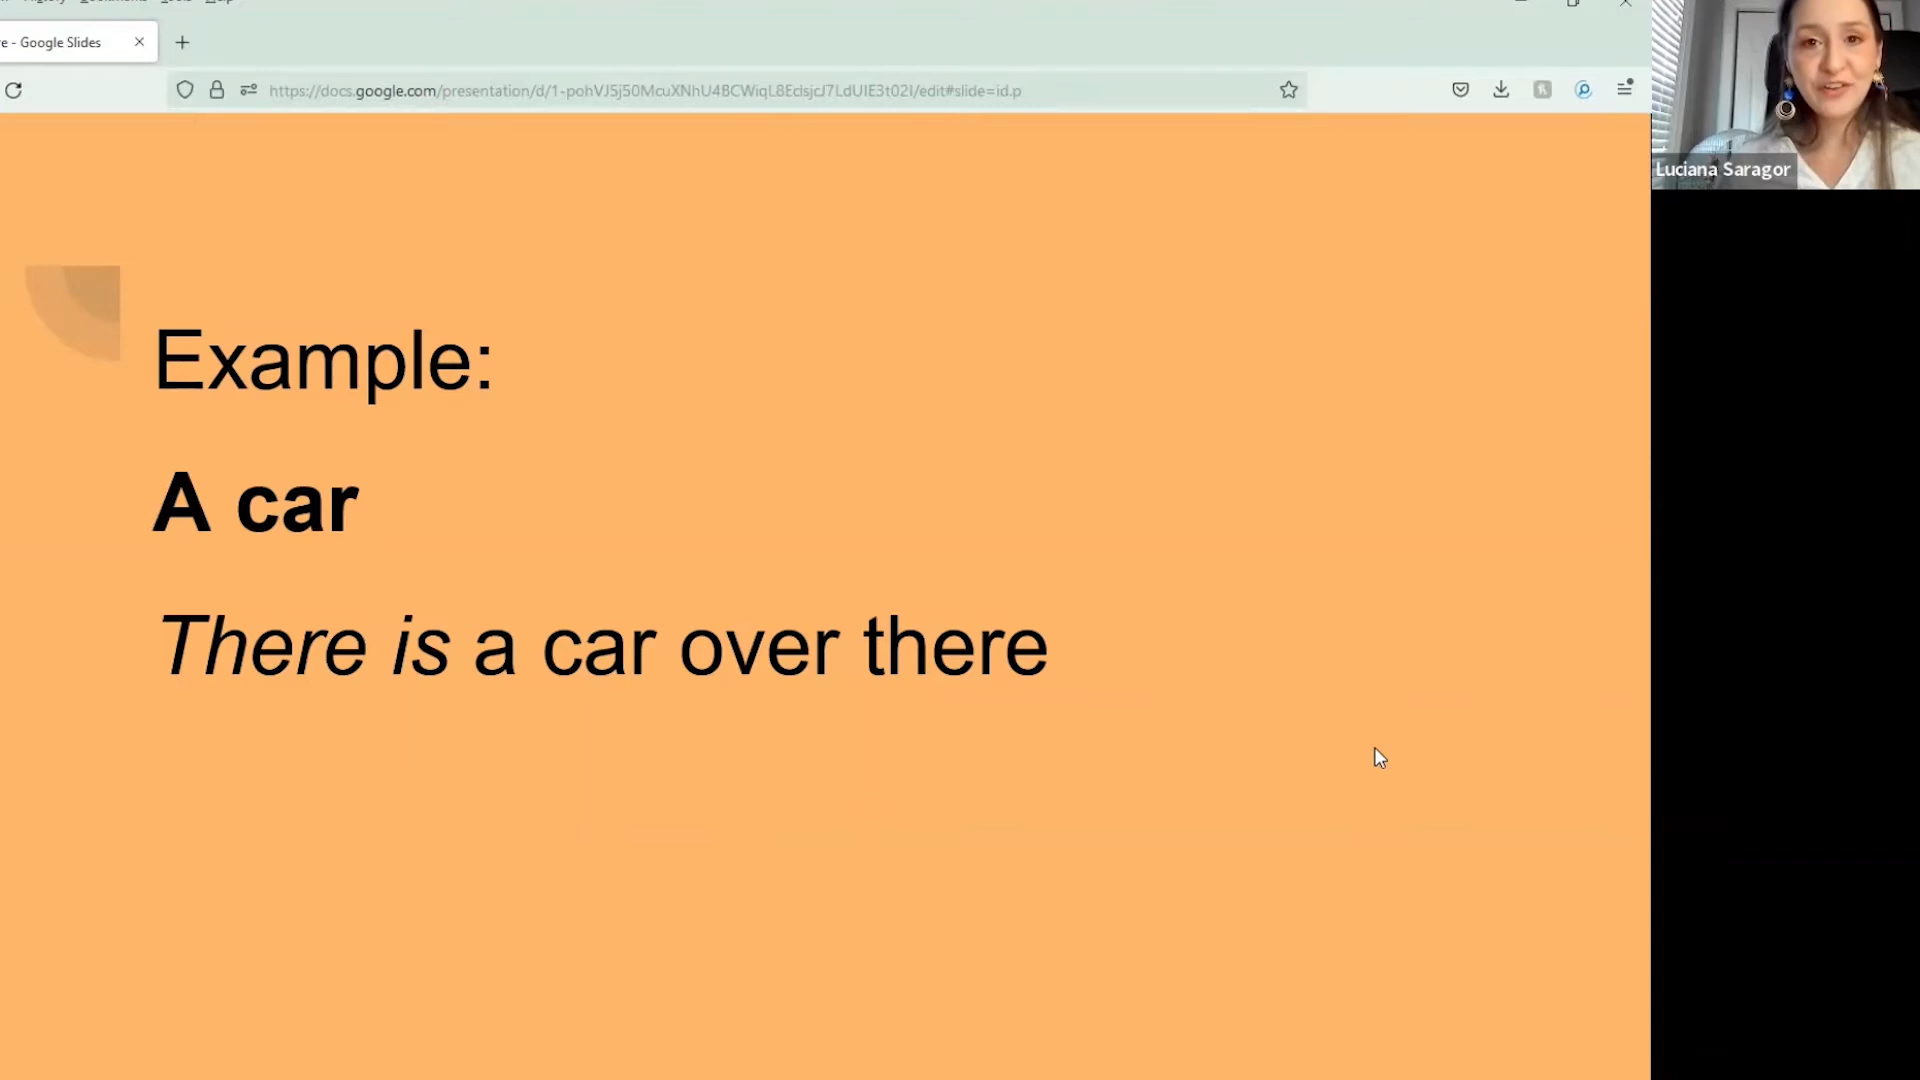 e - Google Slides
https://docs.google.com/presentation/d/1-pohVJ5j50McuXNhU4BCWiqL8EclsjcJ7LdUIE3t02I/edit#slide=id.p
Luciana Saragor
Example:
A car
There is a car over there